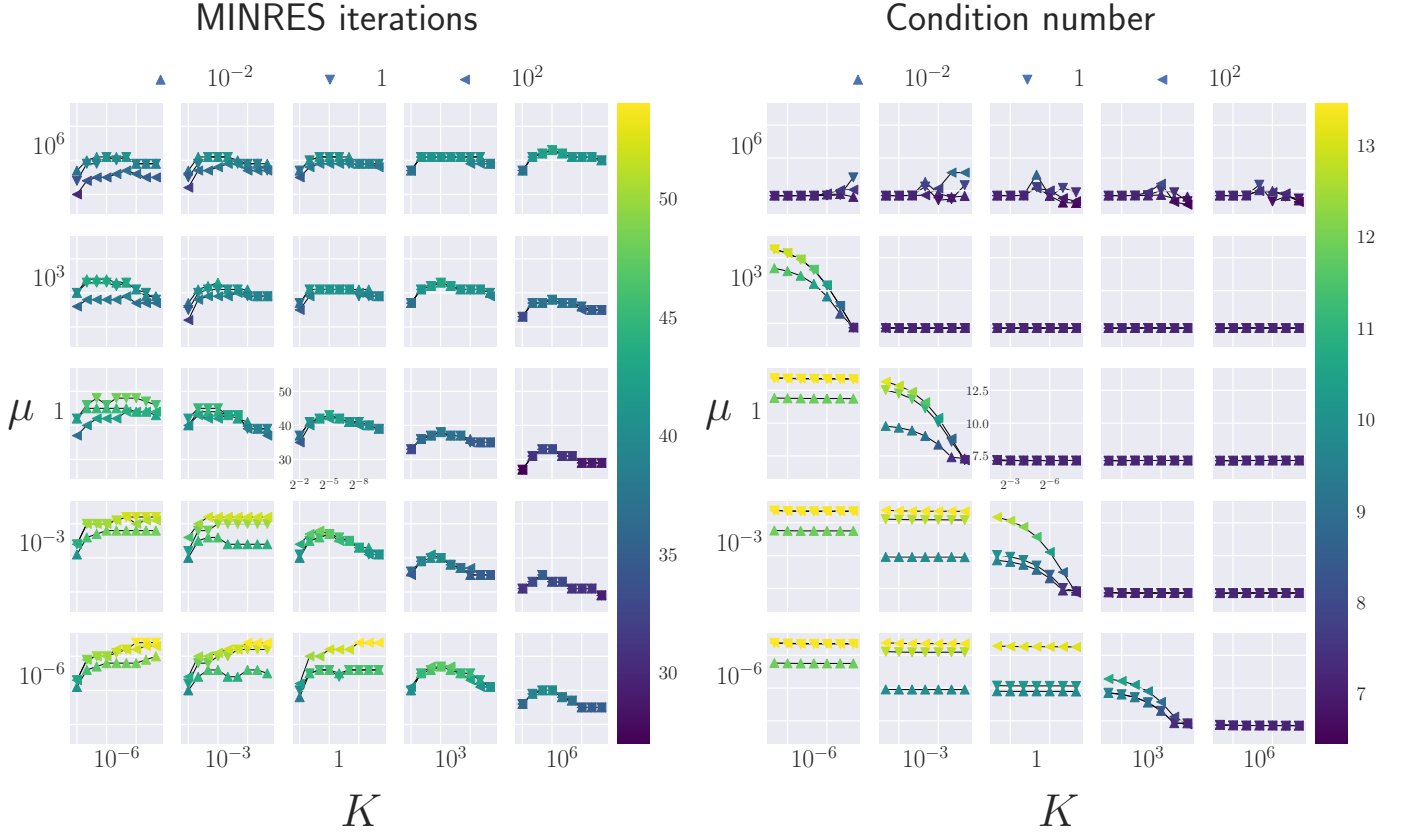 MINRES iterations Condition number
10^{-2} 1 10^{2} 10^{-2} 1 10^{2}
10^{6} 10^{6} 13
50
12
10^{3} 10^{3}
45 11
50 12.5
μ 1 40 μ 1 10.0 10
30 7.5
40
2^{-2} 2^{-5} 2^{-8} 2^{-3} 2^{-6}
9
10^{-3} 10^{-3}
35
8
10^{-6} 30 10^{-6} 7
10^{-6} 10^{-3} 1 10^{3} 10^{6} 10^{-6} 10^{-3} 1 10^{3} 10^{6}
K K